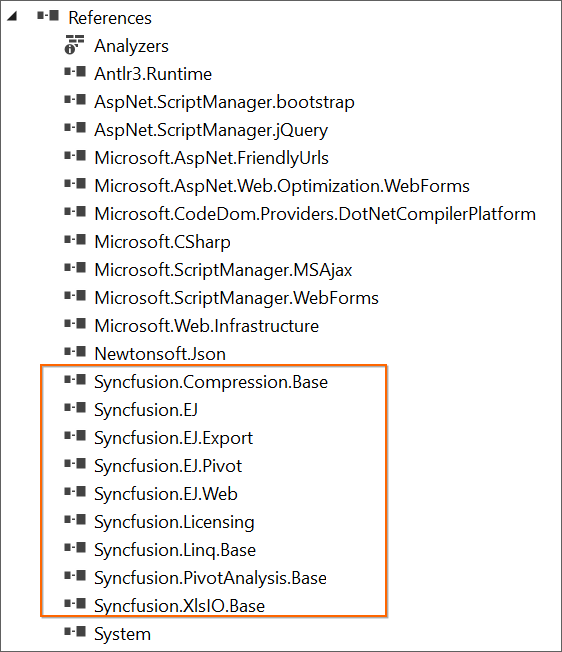 References
Analyzers
Antlr3.Runtime
AspNet.ScriptManager.bootstrap
AspNet.ScriptManager.jQuery
Microsoft.AspNet.FriendlyUrls
Microsoft.AspNet.Web.Optimization.WebForms
Microsoft.CodeDom.Providers.DotNetCompilerPlatform
Microsoft.CSharp
Microsoft.ScriptManager.MSAjax
Microsoft.ScriptManager.WebForms
Microsoft.Web.Infrastructure
Newtonsoft.Json
Syncfusion.Compression.Base
Syncfusion.EJ
Syncfusion.EJ.Export
Syncfusion.EJ.Pivot
Syncfusion.EJ.Web
Syncfusion.Licensing
Syncfusion.Linq.Base
Syncfusion.PivotAnalysis.Base
Syncfusion.XlsIO.Base
System